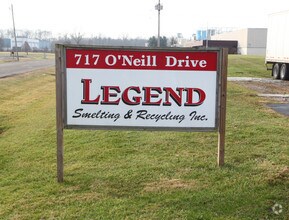 717 O'Neill Drive
LEGEND
Smelting & Recycling Inc.